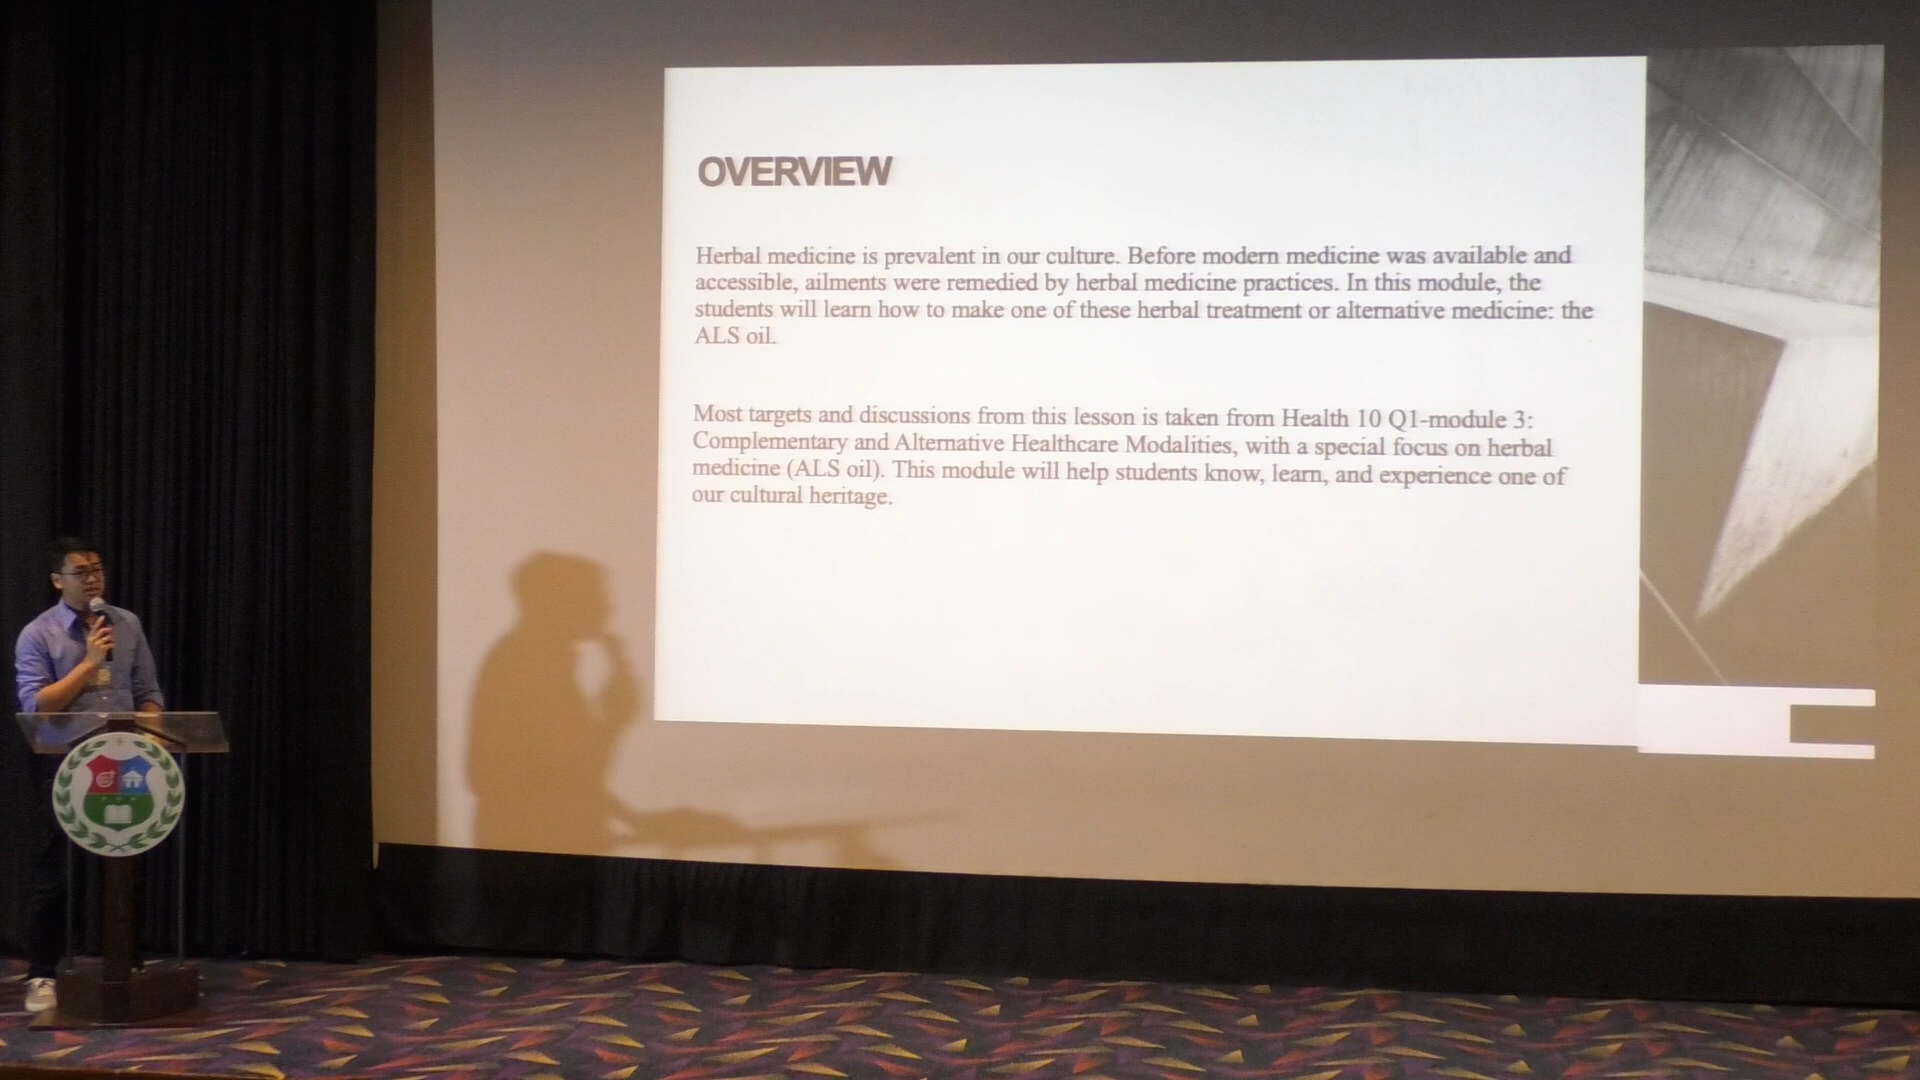 OVERVIEW
Herbal medicine is prevalent in our culture. Before modern medicine was available and
accessible, ailments were remedied by herbal medicine practices. In this module, the
students will learn how to make one of these herbal treatment or alternative medicine: the
ALS oil.
Most targets and discussions from this lesson is taken from Health 10 Q1-module 3:
Complementary and Alternative Healthcare Modalities, with a special focus on herbal
medicine (ALS oil). This module will help students know, learn, and experience one of
our cultural heritage.